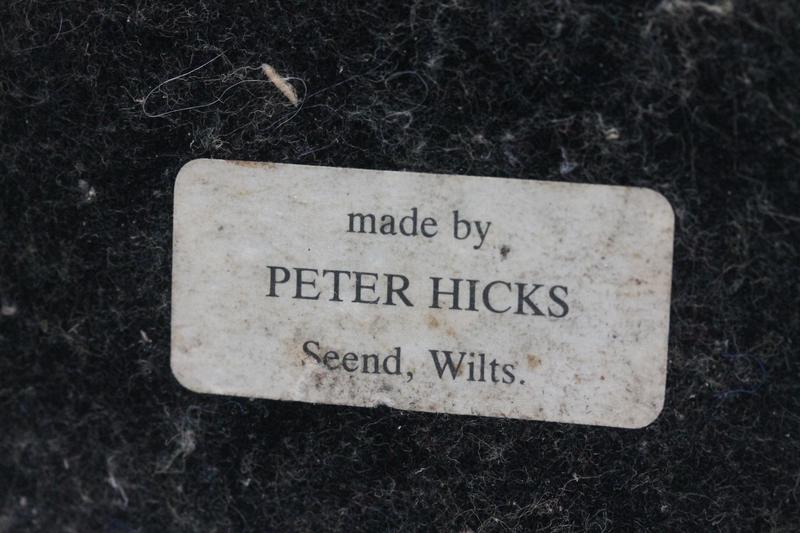 made by
PETER HICKS
Seend, Wilts.